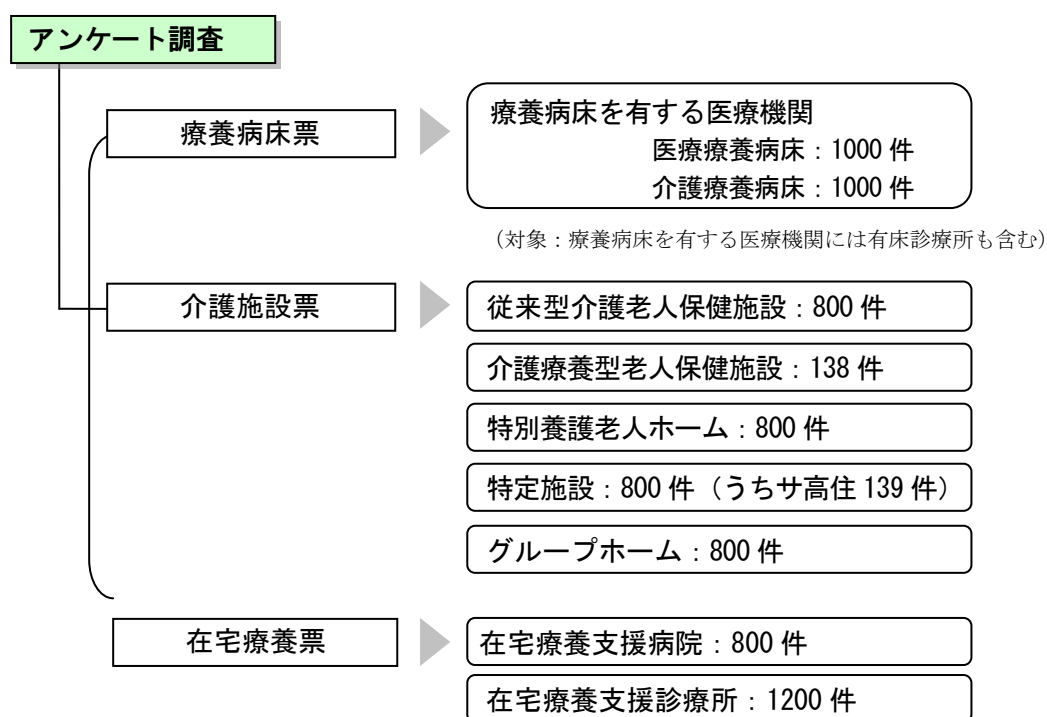 アンケート調査
療養病床票
療養病床を有する医療機関
医療療養病床：1000 件
介護療養病床：1000 件
（対象：療養病床を有する医療機関には有床診療所も含む）
介護施設票
従来型介護老人保健施設：800 件
介護療養型老人保健施設：138 件
特別養護老人ホーム：800 件
特定施設：800 件（うちサ高住 139 件）
グループホーム：800 件
在宅療養票
在宅療養支援病院：800 件
在宅療養支援診療所：1200 件